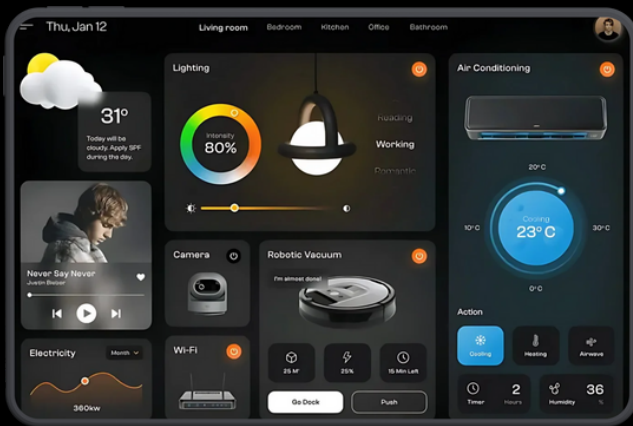 Thu, Jan 12
Living room
Bedroom
Kitchen
Office
Bathroom
31°
Today will be
cloudy. Apply SPF
during the day.
Never Say Never
Justin Bieber
Electricity
Month
360kw
Lighting
Intensity
80%
Reading
Working
Romantic
Camera
Wi-Fi
Robotic Vacuum
I'm almost done!
25 M²
25%
15 Min Left
Go Dock
Push
Air Conditioning
20° C
10° C
Cooling
23° C
30° C
0° C
Action
Cooling
Heating
Airwave
Timer
2
Hours
Humidity
36
%